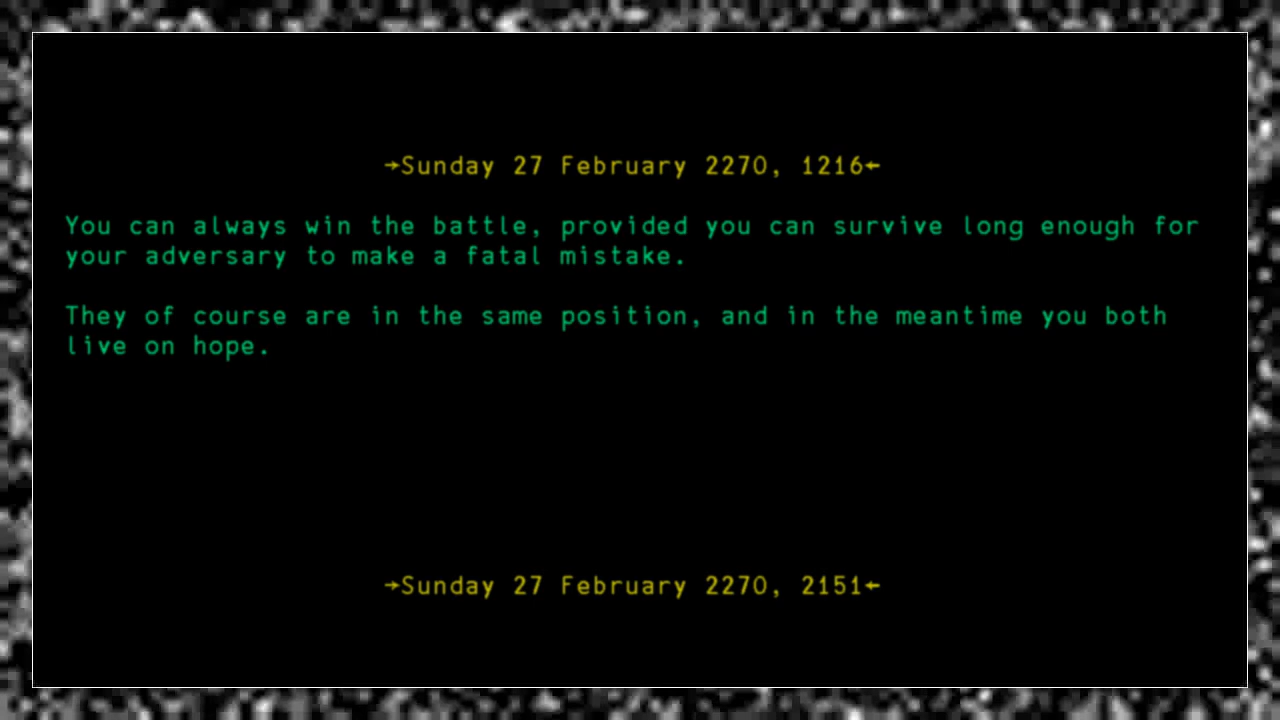 →Sunday 27 February 2270, 1216←
You can always win the battle, provided you can survive long enough for
your adversary to make a fatal mistake.
They of course are in the same position, and in the meantime you both
live on hope.
→Sunday 27 February 2270, 2151←